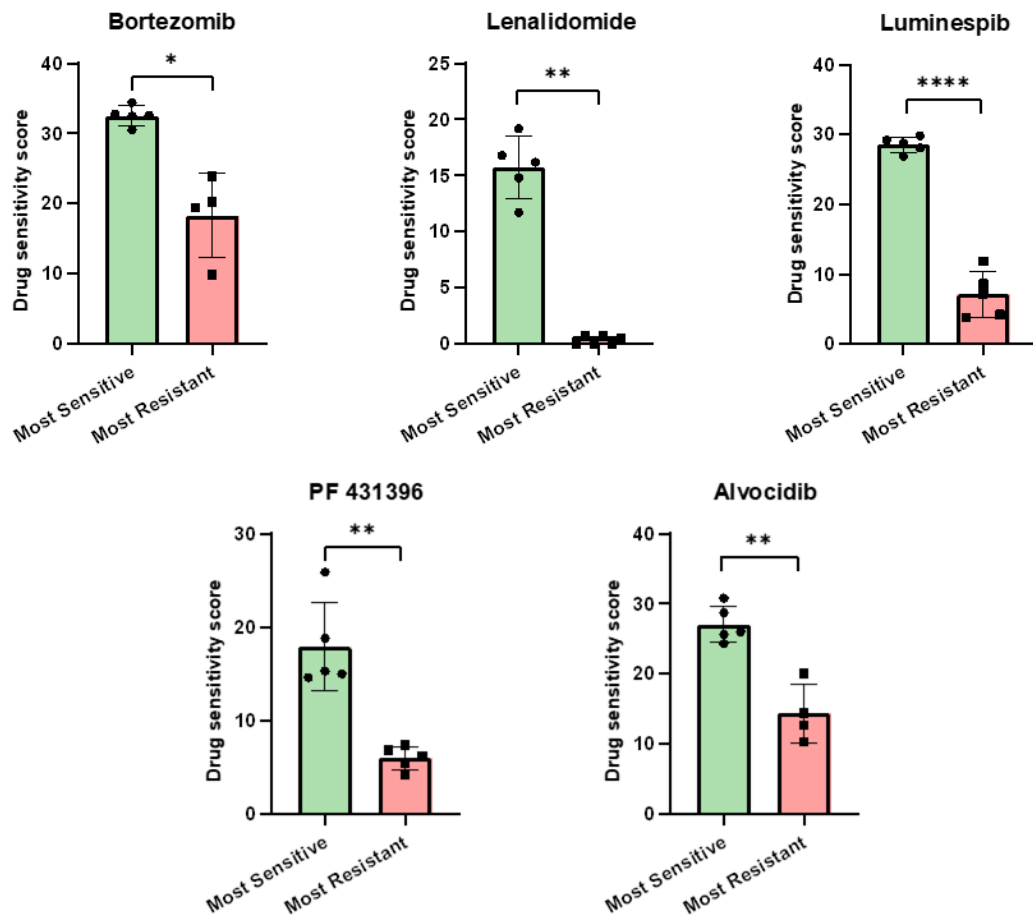 Bortezomib
Drug sensitivity score
40
30
20
10
0
*
Most Sensitive
Most Resistant
Lenalidomide
Drug sensitivity score
25
20
15
10
5
0
**
Most Sensitive
Most Resistant
Luminespib
Drug sensitivity score
40
30
20
10
0
****
Most Sensitive
Most Resistant
PF 431396
Drug sensitivity score
30
20
10
0
**
Most Sensitive
Most Resistant
Alvocidib
Drug sensitivity score
40
30
20
10
0
**
Most Sensitive
Most Resistant